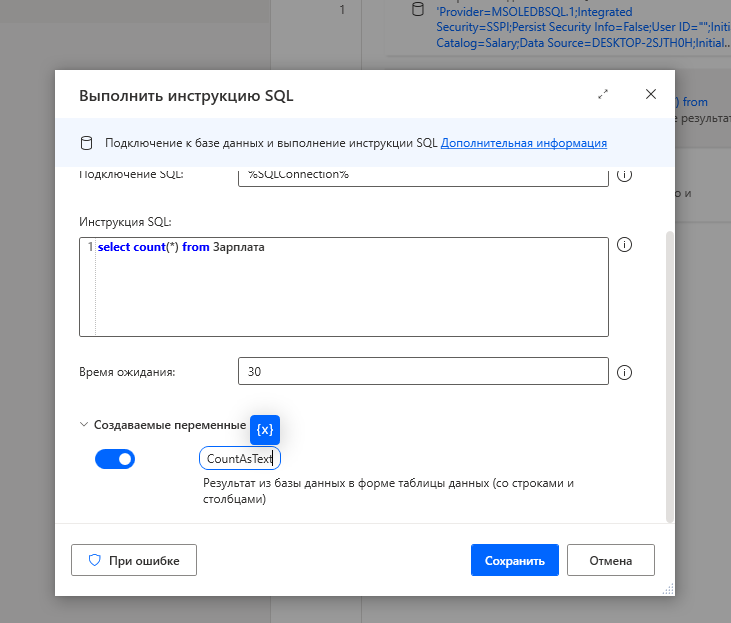 1
'Provider=MSOLEDBSQL.1;Integrated
Security=SSPI;Persist Security Info=False;User ID="";Initi
Catalog=Salary;Data Source=DESKTOP-2SJTH0H;Initial...
Выполнить инструкцию SQL
) from
е результат
Подключение к базе данных и выполнение инструкции SQL Дополнительная информация
Подключение SQL:
%SQLConnection%
о и
Инструкция SQL:
1 select count(*) from Зарплата
Время ожидания:
30
Создаваемые переменные
{x}
CountAsText
Результат из базы данных в форме таблицы данных (со строками и
столбцами)
При ошибке
Сохранить
Отмена